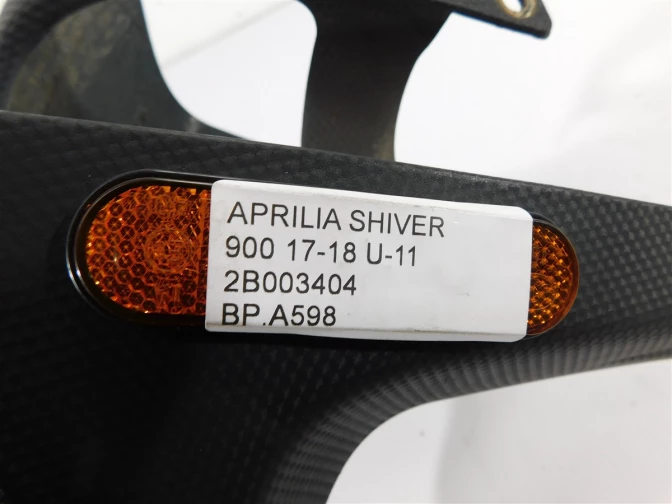 APRILIA SHIVER
900 17-18 U-11
2B003404
BP.A598